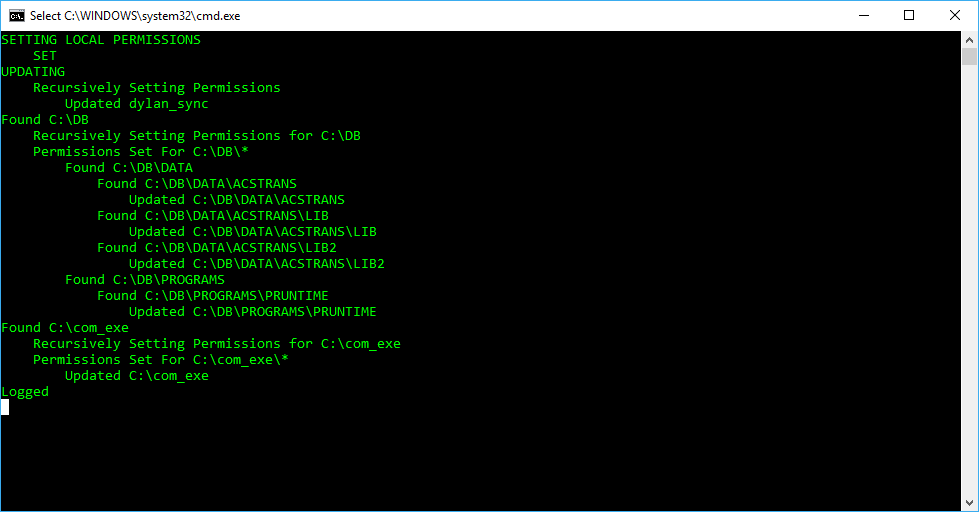 Select C:\WINDOWS\system32\cmd.exe
SETTING LOCAL PERMISSIONS
    SET
UPDATING
    Recursively Setting Permissions
        Updated dylan_sync
Found C:\DB
    Recursively Setting Permissions for C:\DB
    Permissions Set For C:\DB\*
        Found C:\DB\DATA
            Found C:\DB\DATA\ACSTRANS
                Updated C:\DB\DATA\ACSTRANS
            Found C:\DB\DATA\ACSTRANS\LIB
                Updated C:\DB\DATA\ACSTRANS\LIB
            Found C:\DB\DATA\ACSTRANS\LIB2
                Updated C:\DB\DATA\ACSTRANS\LIB2
        Found C:\DB\PROGRAMS
            Found C:\DB\PROGRAMS\PRUNTIME
                Updated C:\DB\PROGRAMS\PRUNTIME
Found C:\com_exe
    Recursively Setting Permissions for C:\com_exe
    Permissions Set For C:\com_exe\*
        Updated C:\com_exe
Logged